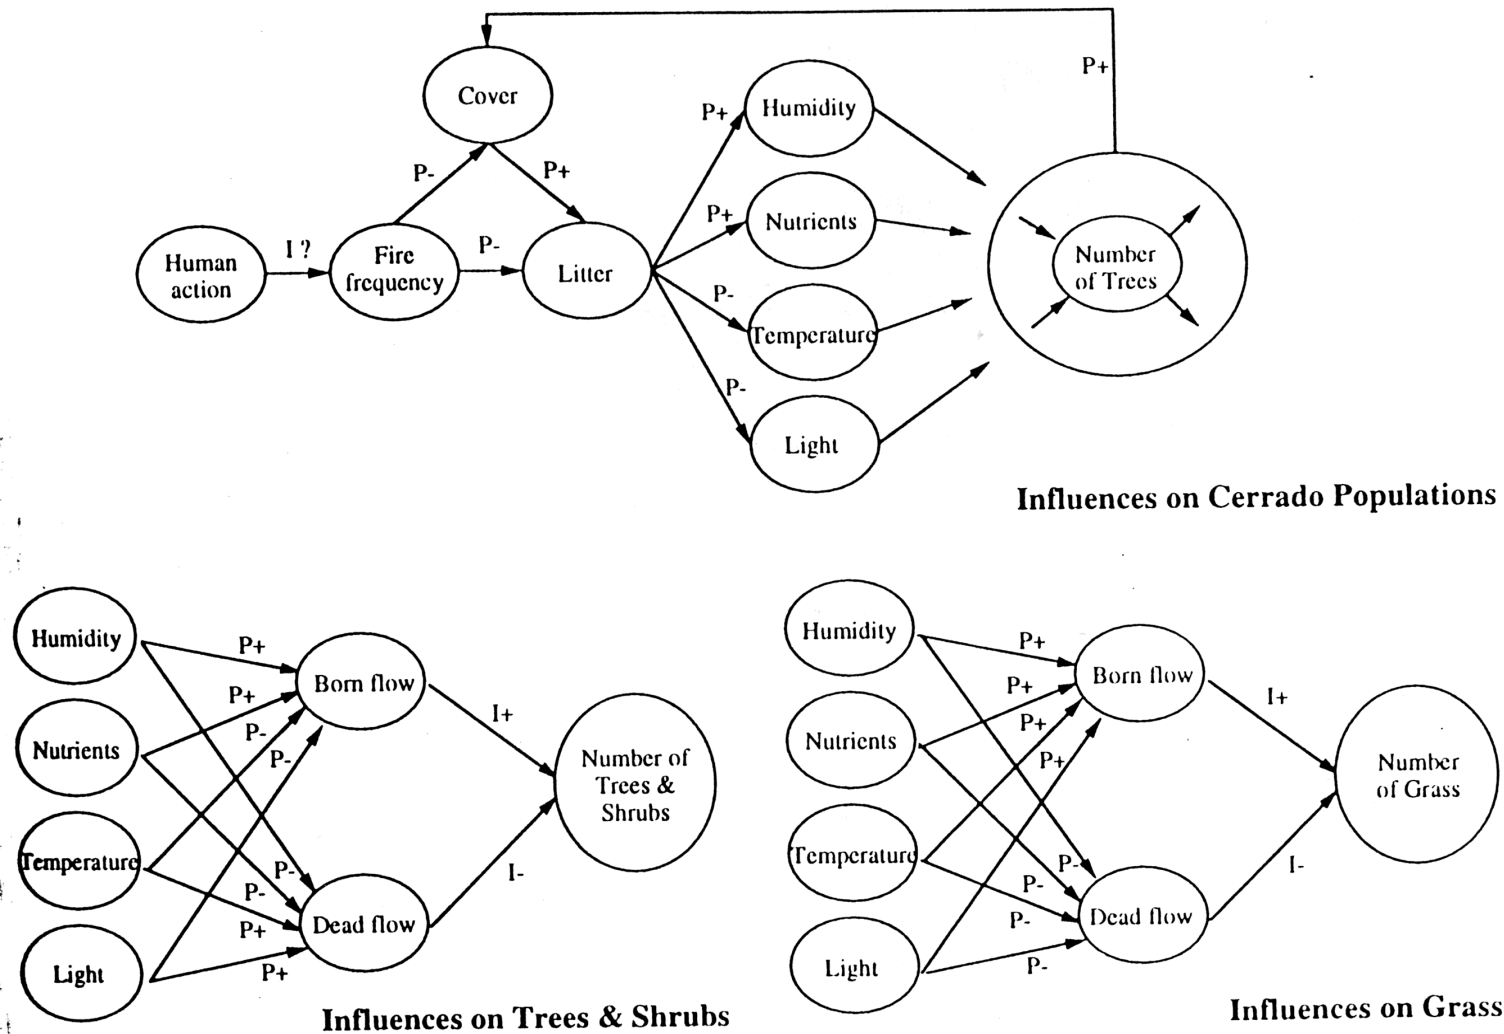 P+
Cover
Humidity
P+
P-
P+
Nutrients
P+
Human
action
I ?
Fire
frequency
P-
Litter
Number
of Trees
P-
Temperature
P-
Light
Influences on Cerrado Populations
Humidity
P+
Born flow
P+
Nutrients
P-
P-
I+
Number of
Trees &
Shrubs
Temperature
P-
P-
I-
P+
Dead flow
Light
P+
Influences on Trees & Shrubs
Humidity
P+
Born flow
P+
Nutrients
P+
P+
I+
Number
of Grass
Temperature
P-
P-
I-
P-
Dead flow
Light
P-
Influences on Grass